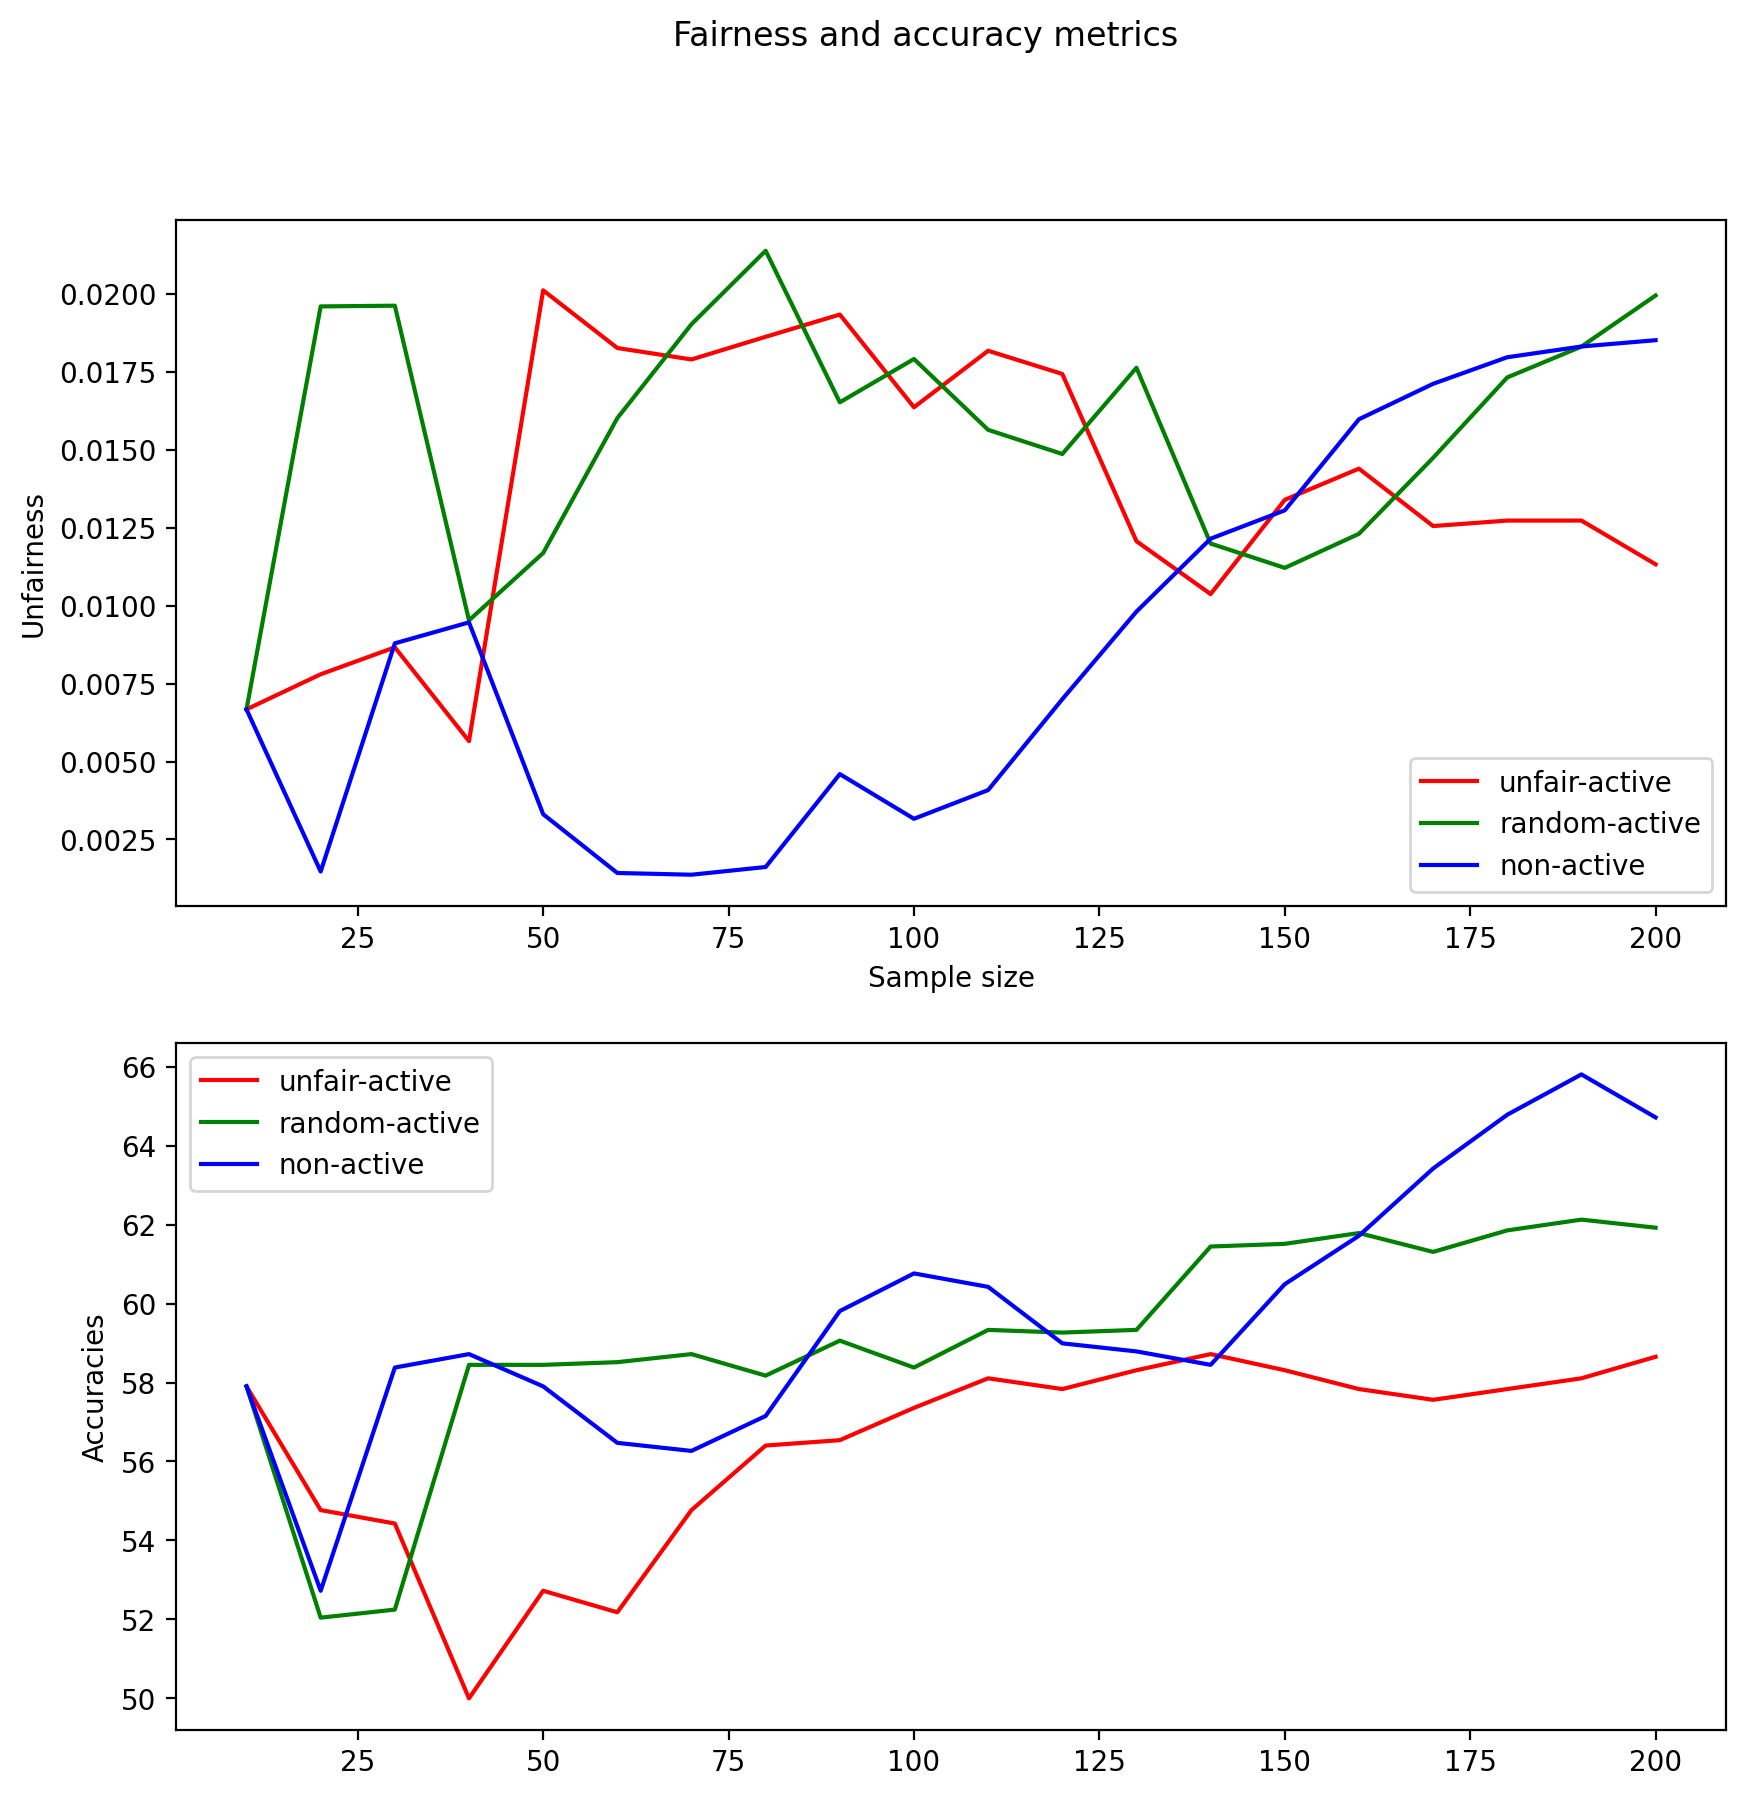 Fairness and accuracy metrics
0.0200
0.0175
0.0150
0.0125
0.0100
0.0075
0.0050
0.0025
Unfairness
unfair-active
random-active
non-active
25 50 75 100 125 150 175 200
Sample size
66
64
62
60
58
56
54
52
50
Accuracies
unfair-active
random-active
non-active
25 50 75 100 125 150 175 200